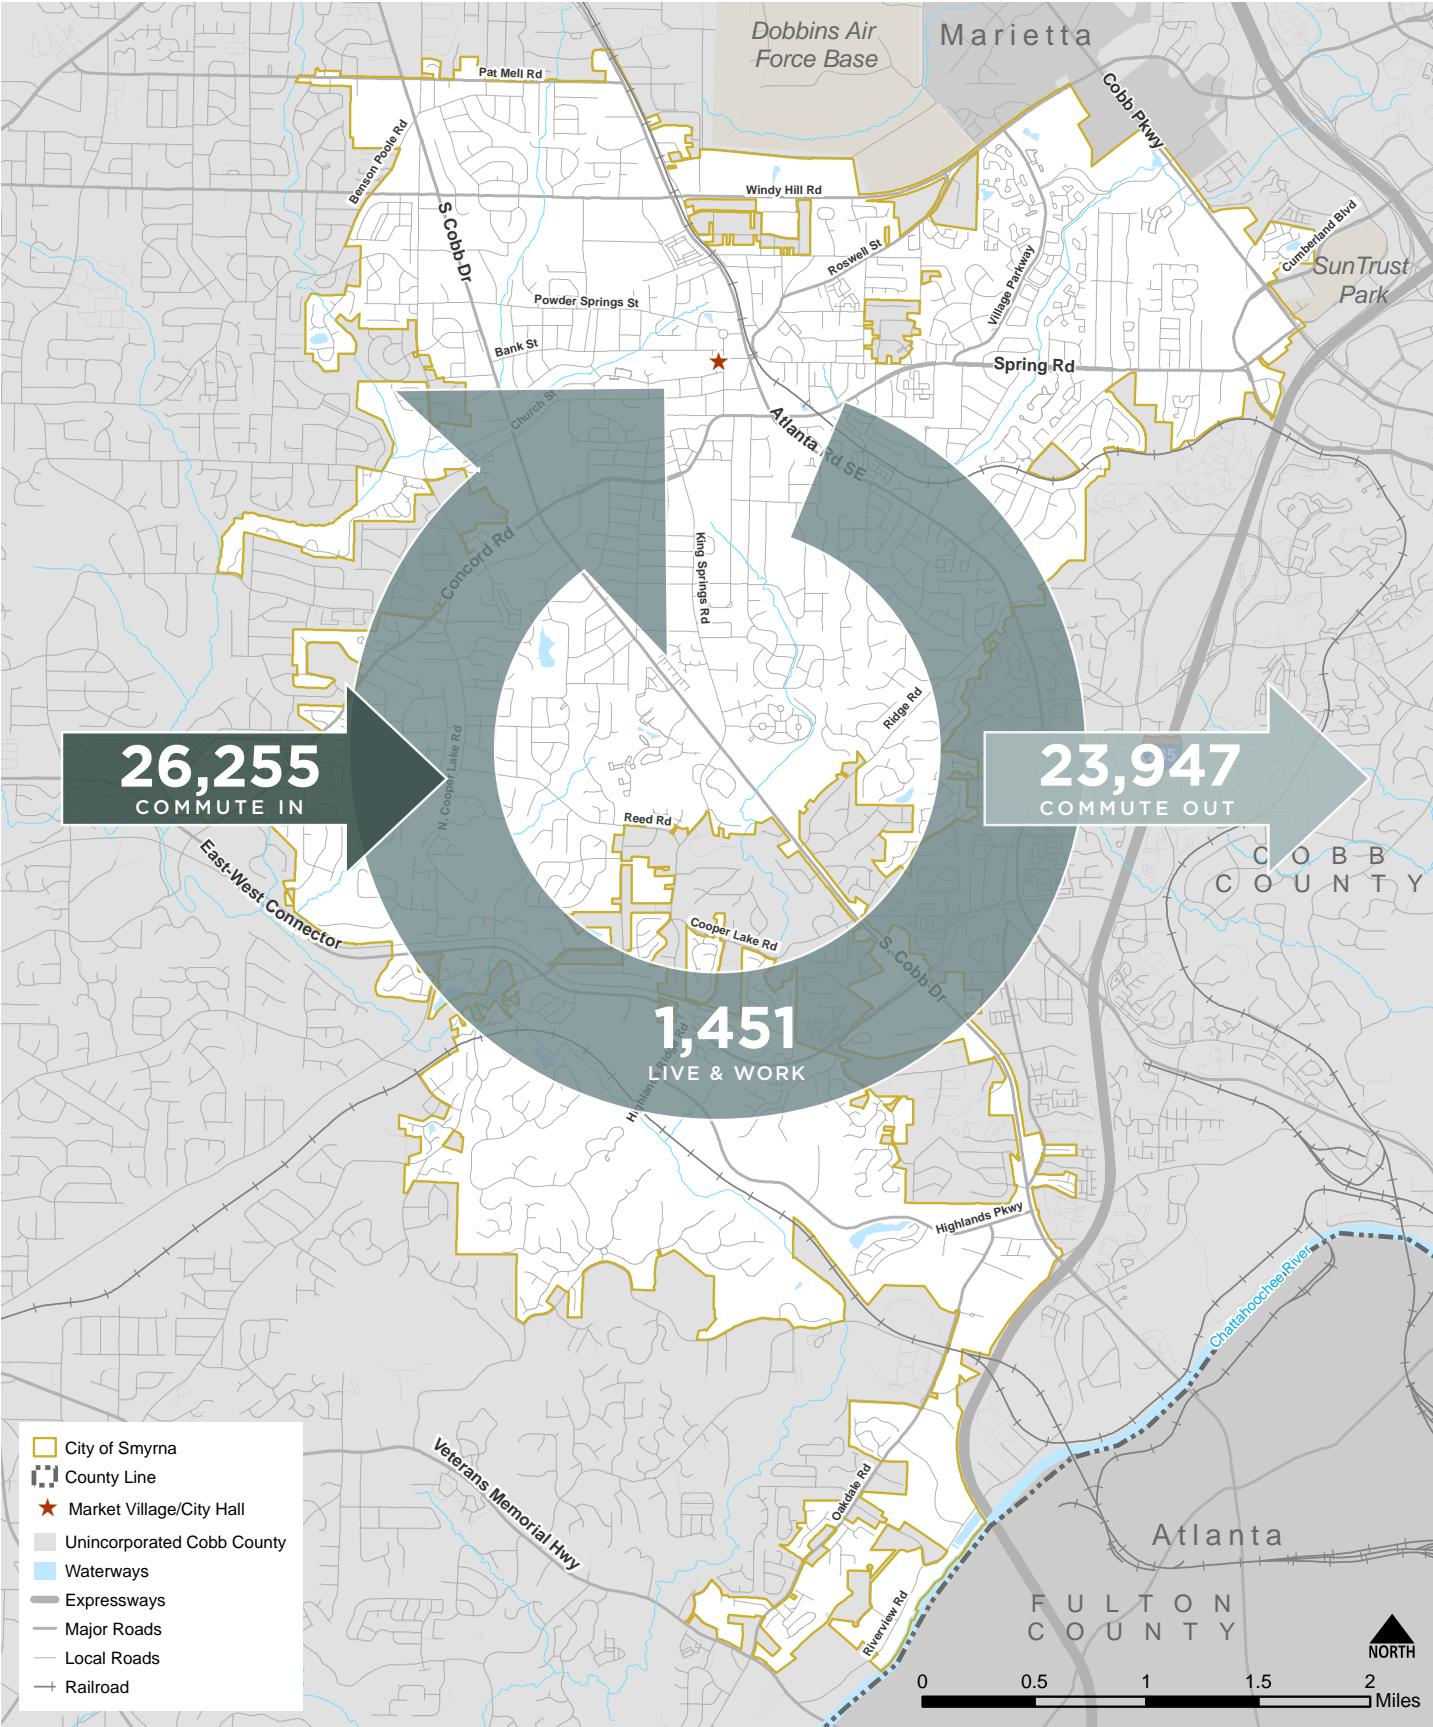 Dobbins Air
Force Base
Marietta
Pat Mell Rd
Cobb Pkwy
Benson Poole Rd
Windy Hill Rd
S Cobb Dr
Roswell St
Cumberland Blvd
SunTrust
Park
Village Parkway
Powder Springs St
Bank St
Spring Rd
Church St
Atlanta Rd SE
Concord Rd
King Springs Rd
Ridge Rd
26,255
COMMUTE IN
N. Cooper Lake Rd
285
23,947
COMMUTE OUT
Reed Rd
COBB
COUNTY
East-West Connector
Cooper Lake Rd
S. Cobb Dr
1,451
LIVE & WORK
Highlands Ridge Rd
Highlands Pkwy
Chattahoochee River
Veterans Memorial Hwy
Oakdale Rd
Atlanta
Riverview Rd
FULTON
COUNTY
City of Smyrna
County Line
Market Village/City Hall
Unincorporated Cobb County
Waterways
Expressways
Major Roads
Local Roads
Railroad
NORTH
0 0.5 1 1.5 2
Miles